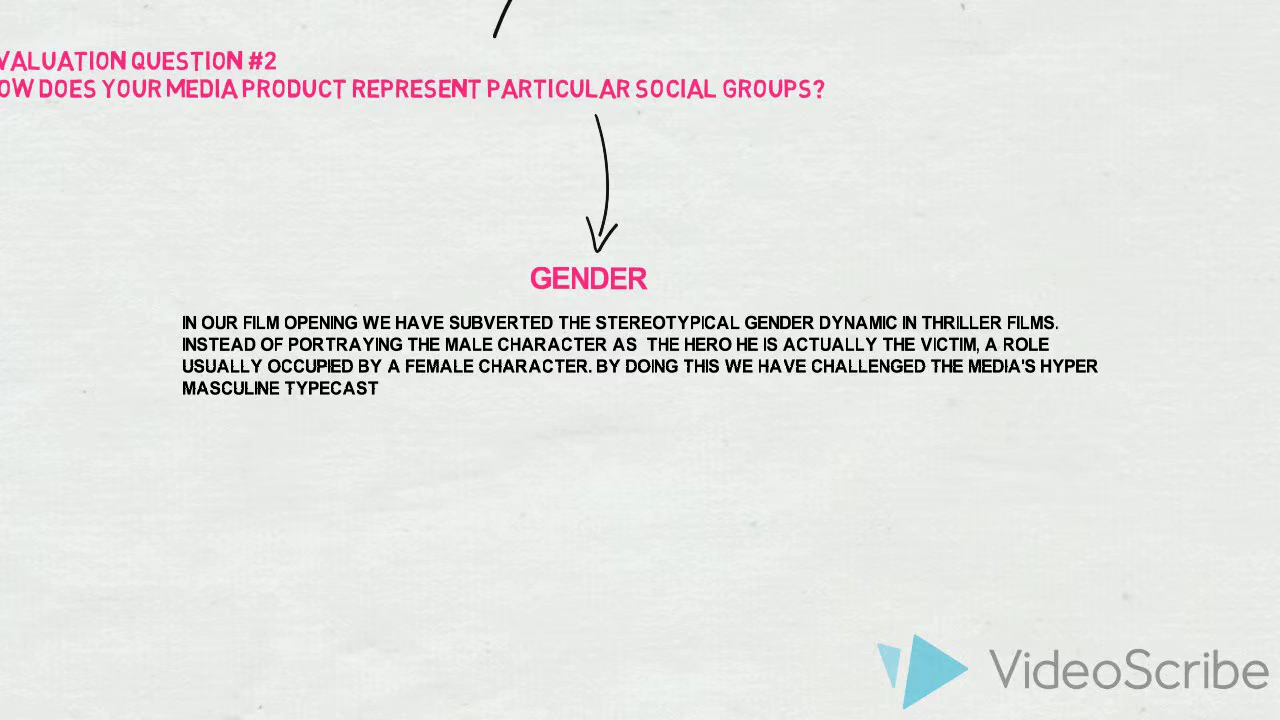 VALUATION QUESTION #2
OW DOES YOUR MEDIA PRODUCT REPRESENT PARTICULAR SOCIAL GROUPS?
GENDER
IN OUR FILM OPENING WE HAVE SUBVERTED THE STEREOTYPICAL GENDER DYNAMIC IN THRILLER FILMS.
INSTEAD OF PORTRAYING THE MALE CHARACTER AS  THE HERO HE IS ACTUALLY THE VICTIM, A ROLE
USUALLY OCCUPIED BY A FEMALE CHARACTER. BY DOING THIS WE HAVE CHALLENGED THE MEDIA'S HYPER
MASCULINE TYPECAST
VideoScribe